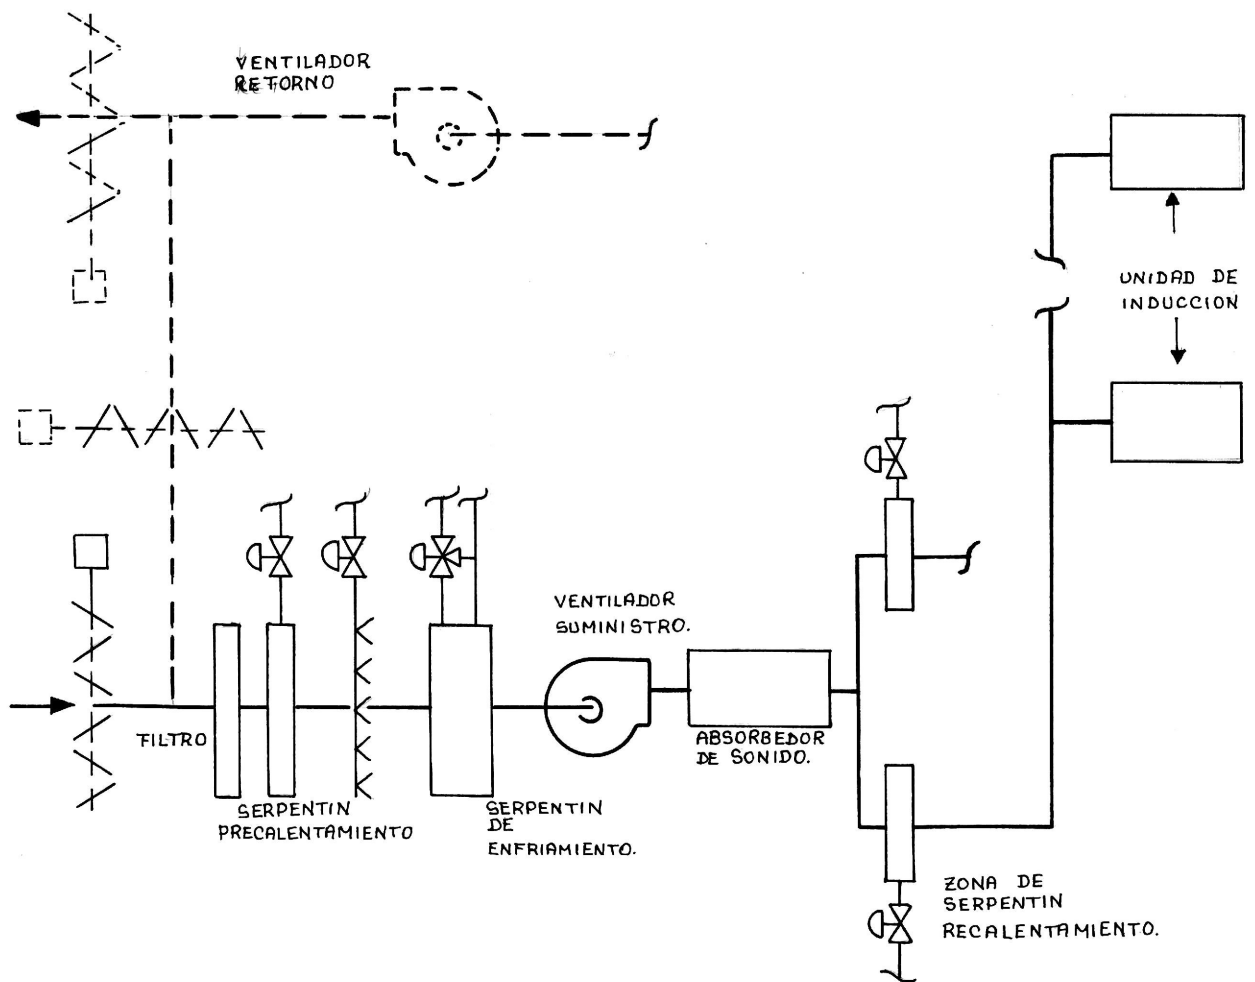 VENTILADOR
RETORNO
UNIDAD DE
INDUCCION
VENTILADOR
SUMINISTRO.
FILTRO
ABSORBEDOR
DE SONIDO.
SERPENTIN
PRECALENTAMIENTO
SERPENTIN
DE
ENFRIAMIENTO.
ZONA DE
SERPENTIN
RECALENTAMIENTO.